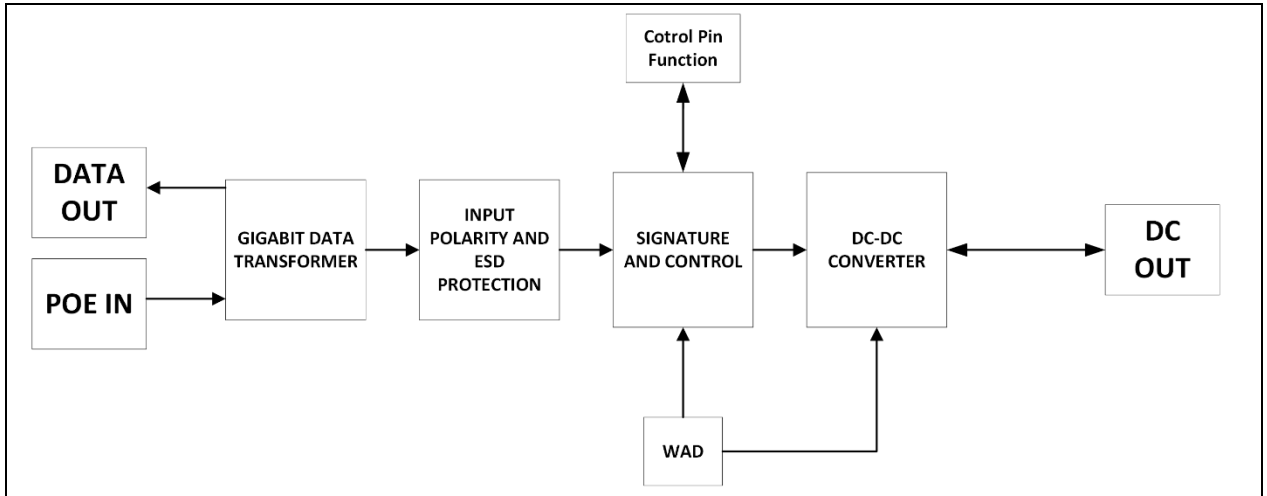 Cotrol Pin
Function
DATA
OUT
POE IN
GIGABIT DATA
TRANSFORMER
INPUT
POLARITY AND
ESD
PROTECTION
SIGNATURE
AND CONTROL
DC-DC
CONVERTER
DC
OUT
WAD